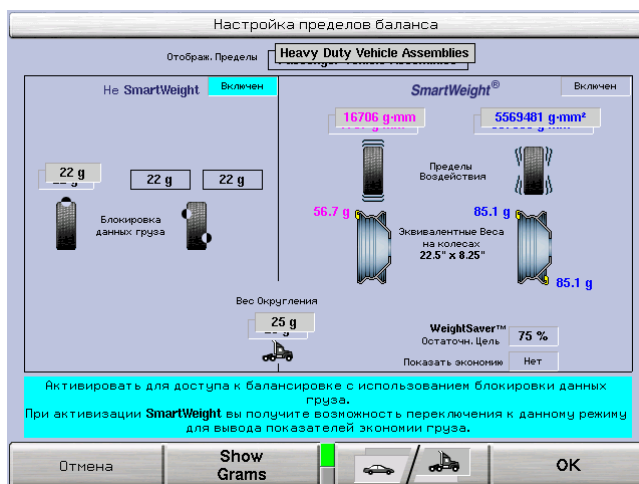 Настройка пределов баланса
Отображ. Пределы
Heavy Duty Vehicle Assemblies
Не SmartWeight
Включен
SmartWeight®
Включен
16706 g-mm
5569481 g-mm²
22 g
22 g
22 g
Пределы
Воздействия
Блокировка
данных груза
56.7 g
85.1 g
Эквивалентные Веса
на колесах
22.5" x 8.25"
85.1 g
Вес Округления
25 g
WeightSaver™
Остаточн. Цель
75 %
Показать экономию
Нет
Активировать для доступа к балансировке с использованием блокировки данных
груза.
При активизации SmartWeight вы получите возможность переключения к данному режиму
для вывода показателей экономии груза.
Отмена
Show
Grams
OK